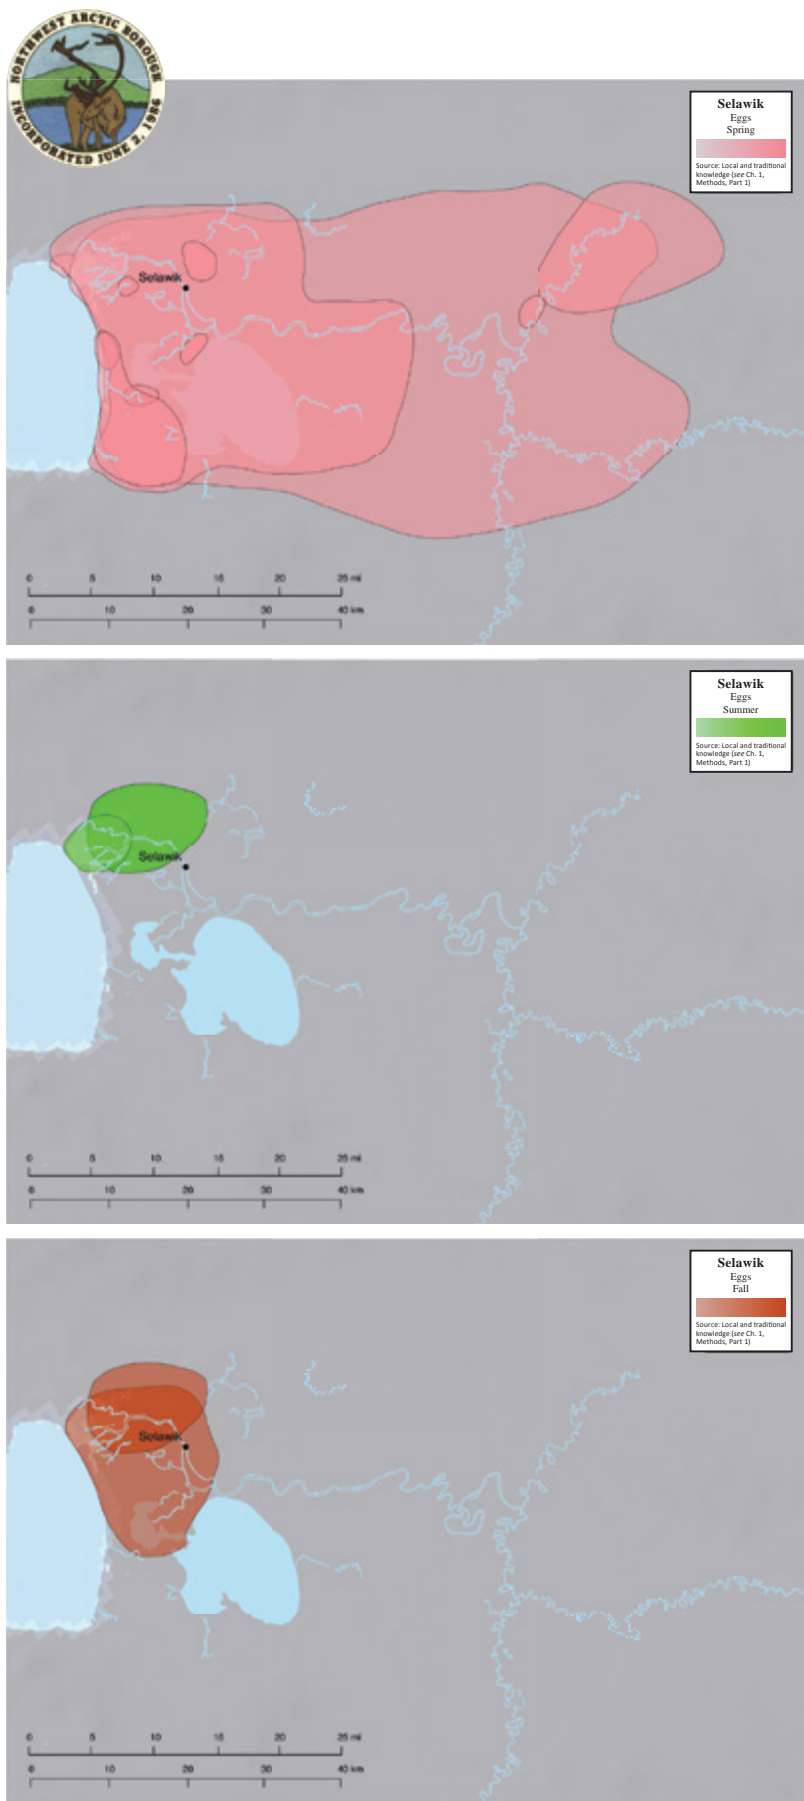 NORTHWEST ARCTIC BOROUGH
INCORPORATED JUNE 2, 1986
Selawik
Eggs
Spring
Source: Local and traditional
knowledge (see Ch. 1,
Methods, Part 1)
Selawik
0 5 10 15 20 25 mi
0 10 20 30 40 km
Selawik
Eggs
Summer
Source: Local and traditional
knowledge (see Ch. 1,
Methods, Part 1)
Selawik
0 5 10 15 20 25 mi
0 10 20 30 40 km
Selawik
Eggs
Fall
Source: Local and traditional
knowledge (see Ch. 1,
Methods, Part 1)
Selawik
0 5 10 15 20 25 mi
0 10 20 30 40 km